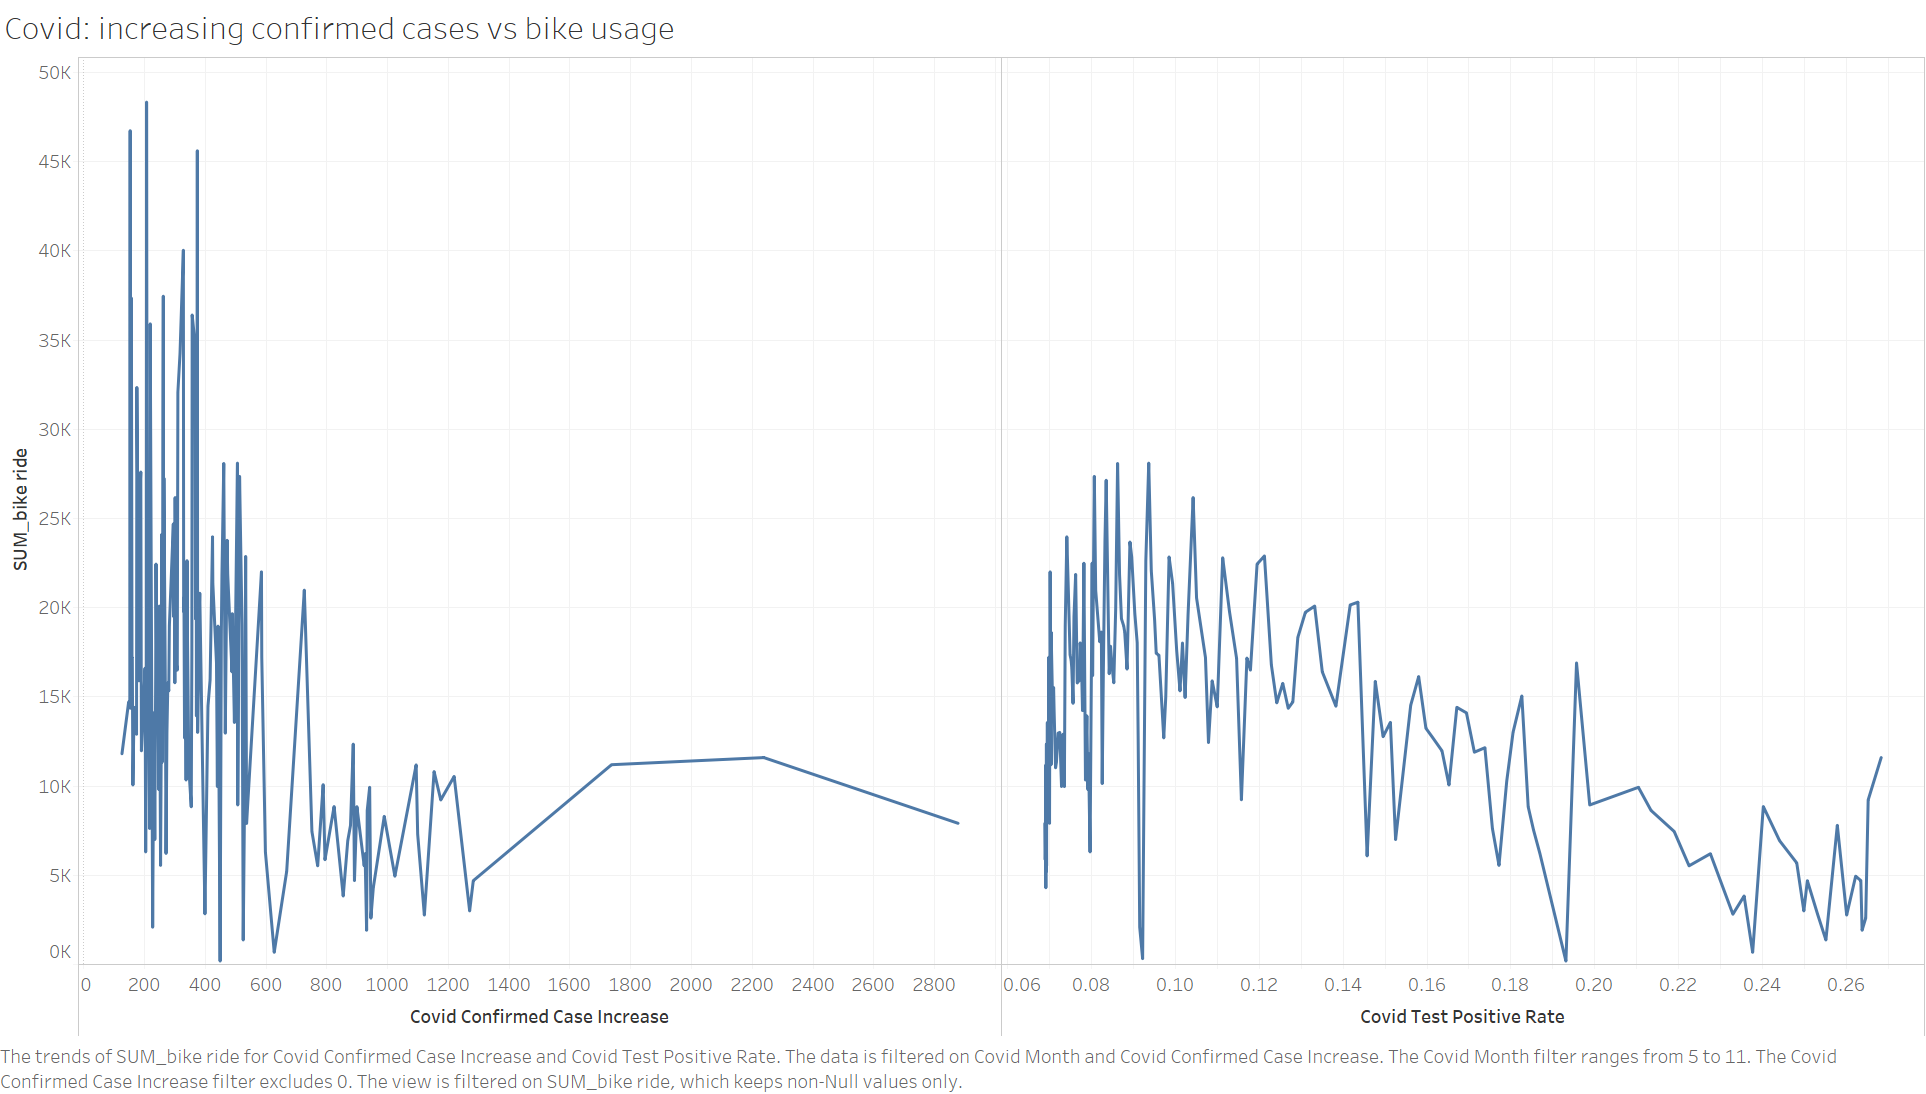 Covid: increasing confirmed cases vs bike usage
50K
45K
40K
35K
30K
25K
20K
15K
10K
5K
0K
SUM_bike ride
0 200 400 600 800 1000 1200 1400 1600 1800 2000 2200 2400 2600 2800 0.06 0.08 0.10 0.12 0.14 0.16 0.18 0.20 0.22 0.24 0.26
Covid Confirmed Case Increase Covid Test Positive Rate
The trends of SUM_bike ride for Covid Confirmed Case Increase and Covid Test Positive Rate. The data is filtered on Covid Month and Covid Confirmed Case Increase. The Covid Month filter ranges from 5 to 11. The Covid
Confirmed Case Increase filter excludes 0. The view is filtered on SUM_bike ride, which keeps non-Null values only.